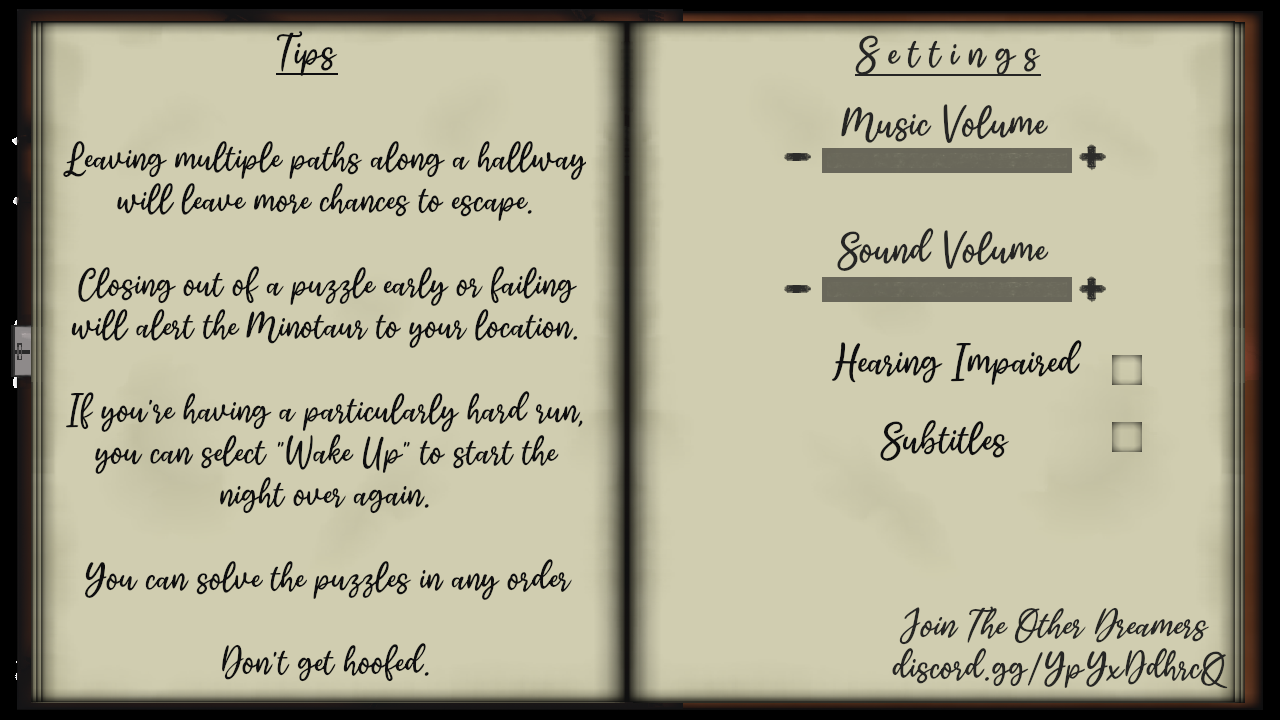 Tips
Leaving multiple paths along a hallway
will leave more chances to escape.
Closing out of a puzzle early or failing
will alert the Minotaur to your location.
If you're having a particularly hard run,
you can select "Wake Up" to start the
night over again.
You can solve the puzzles in any order
Don't get hoofed.
Settings
Music Volume
- +
Sound Volume
- +
Hearing Impaired
Subtitles
Join The Other Dreamers
discord.gg/YpYxDdhrcQ